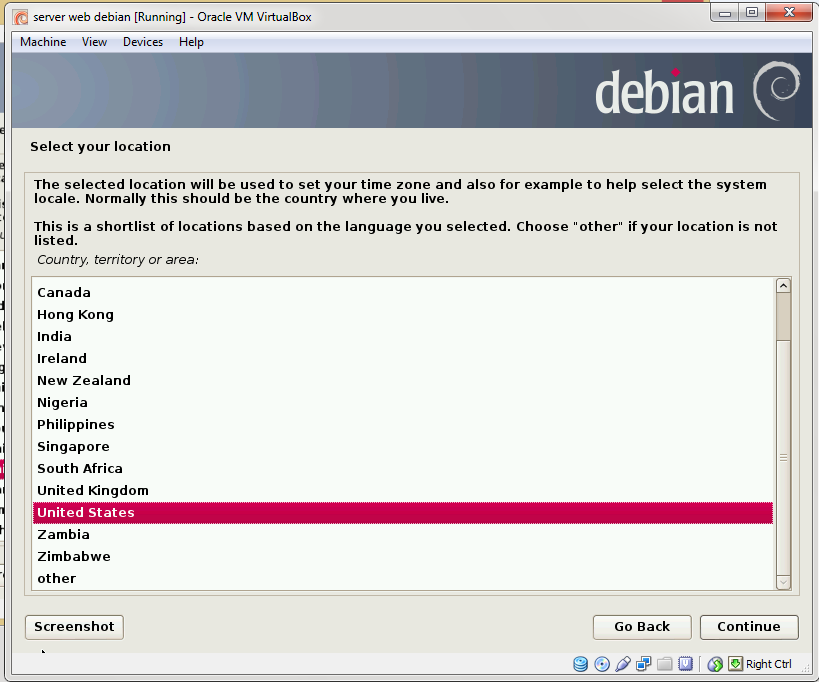 server web debian [Running] - Oracle VM VirtualBox
Machine View Devices Help
debian
Select your location
The selected location will be used to set your time zone and also for example to help select the system
locale. Normally this should be the country where you live.
This is a shortlist of locations based on the language you selected. Choose "other" if your location is not
listed.
Country, territory or area:
Canada
Hong Kong
India
Ireland
New Zealand
Nigeria
Philippines
Singapore
South Africa
United Kingdom
United States
Zambia
Zimbabwe
other
Screenshot Go Back Continue
Right Ctrl